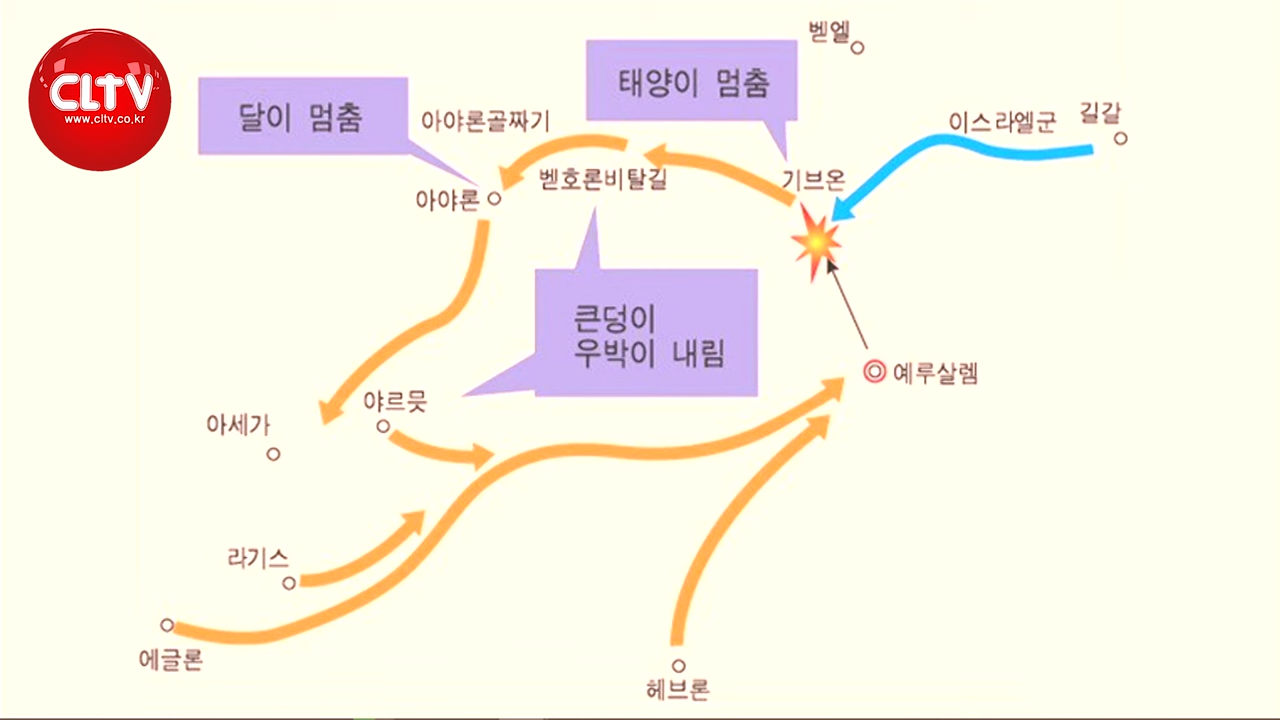 CLTV
www.cltv.co.kr
벧엘
태양이 멈춤
달이 멈춤
아야론골짜기
이스라엘군
길갈
벧호론비탈길
기브온
아야론
큰덩이
우박이 내림
예루살렘
야르뭇
아세가
라기스
에글론
헤브론